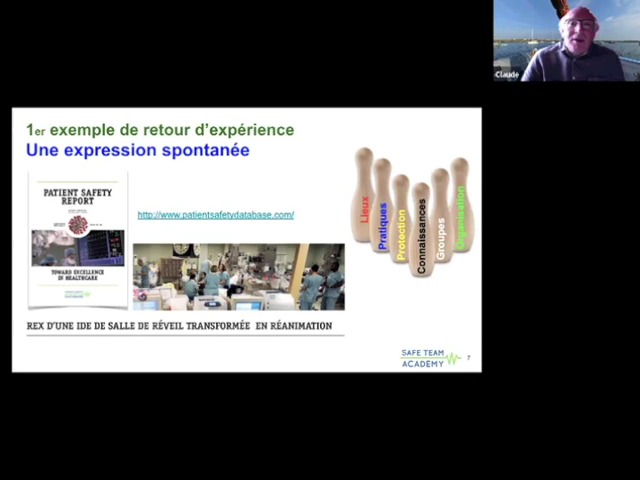 Claude
1er exemple de retour d'expérience
Une expression spontanée
PATIENT SAFETY
REPORT
TOWARD EXCELLENCE
IN HEALTHCARE
http://www.patientsafetydatabase.com/
Lieux
Pratiques
Protection
Connaissances
Groupes
Organisation
REX D'UNE IDE DE SALLE DE RÉVEIL TRANSFORMÉE EN RÉANIMATION
SAFE TEAM
ACADEMY
7